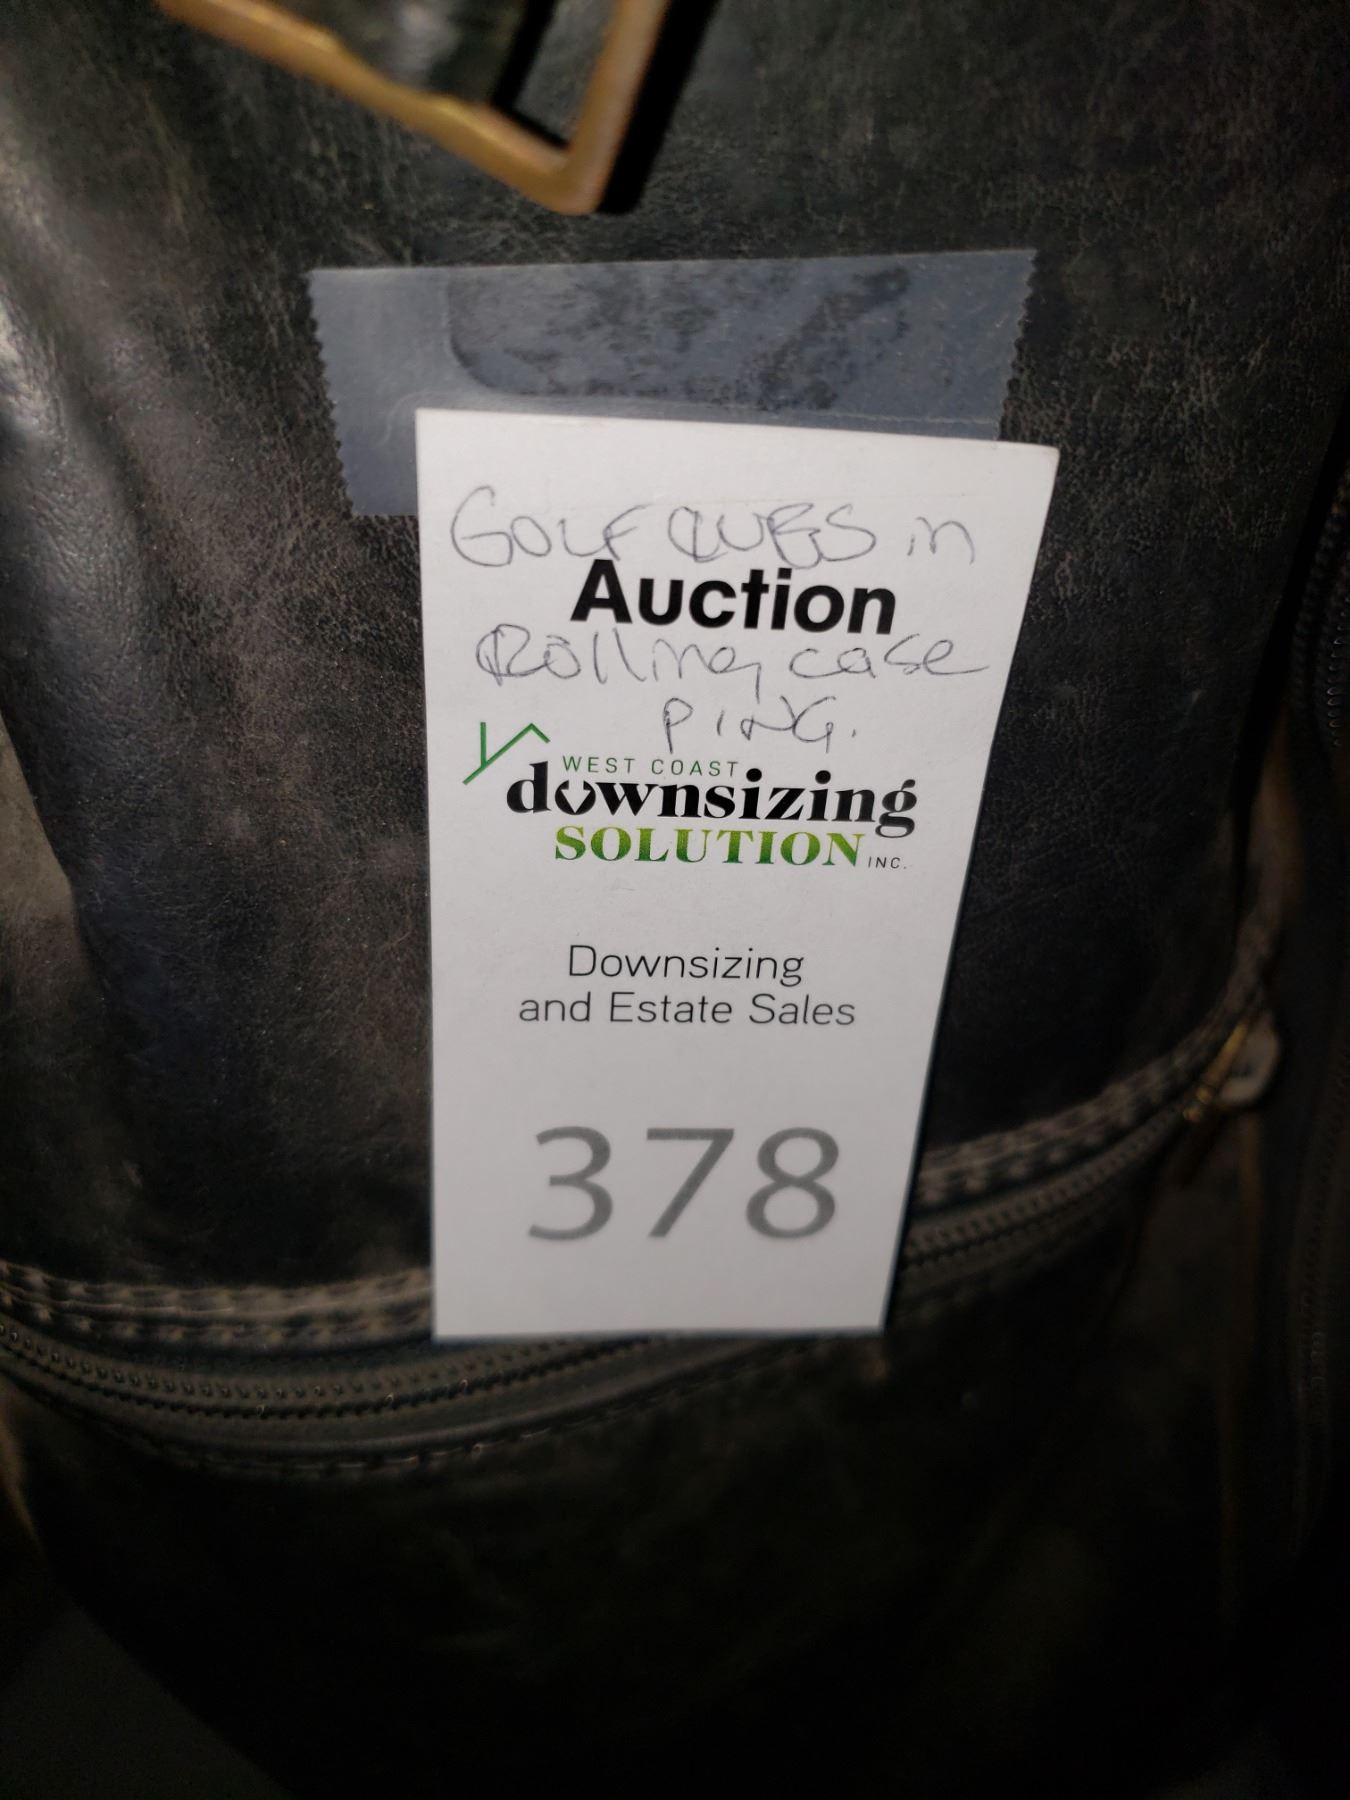 GOLF CLUBS in
Auction
Rolling case
PING.
WEST COAST
downsizing
SOLUTION INC.
Downsizing
and Estate Sales
378